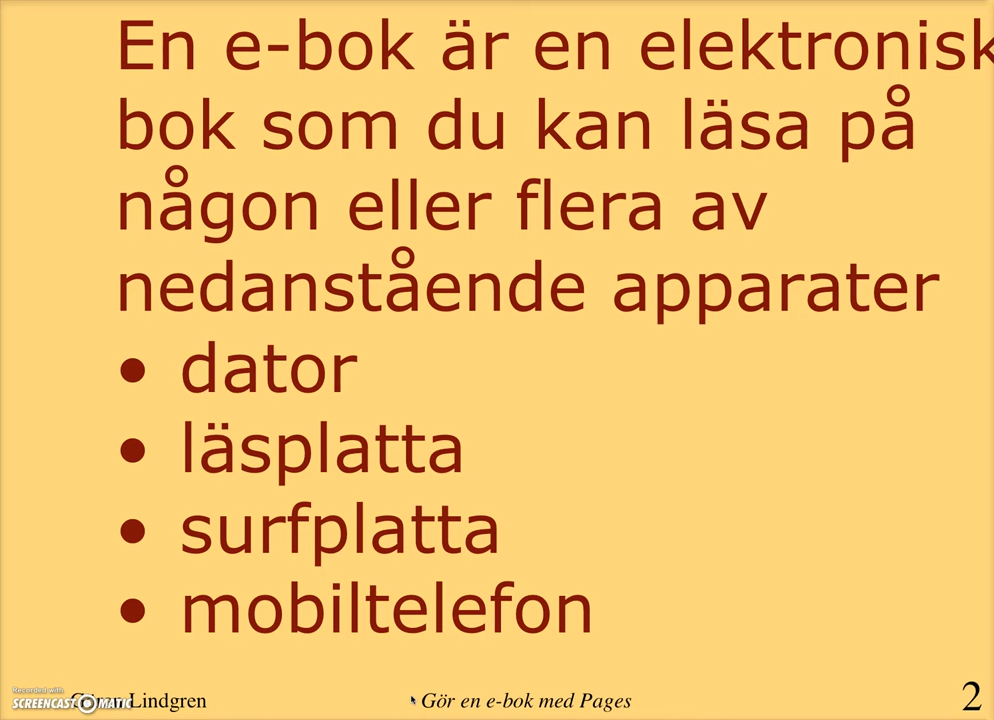 En e-bok är en elektronisk
bok som du kan läsa på
någon eller flera av
nedanstående apparater
• dator
• läsplatta
• surfplatta
• mobiltelefon
Recorded with
SCREENCAST MATIC
Lindgren
Gör en e-bok med Pages
2